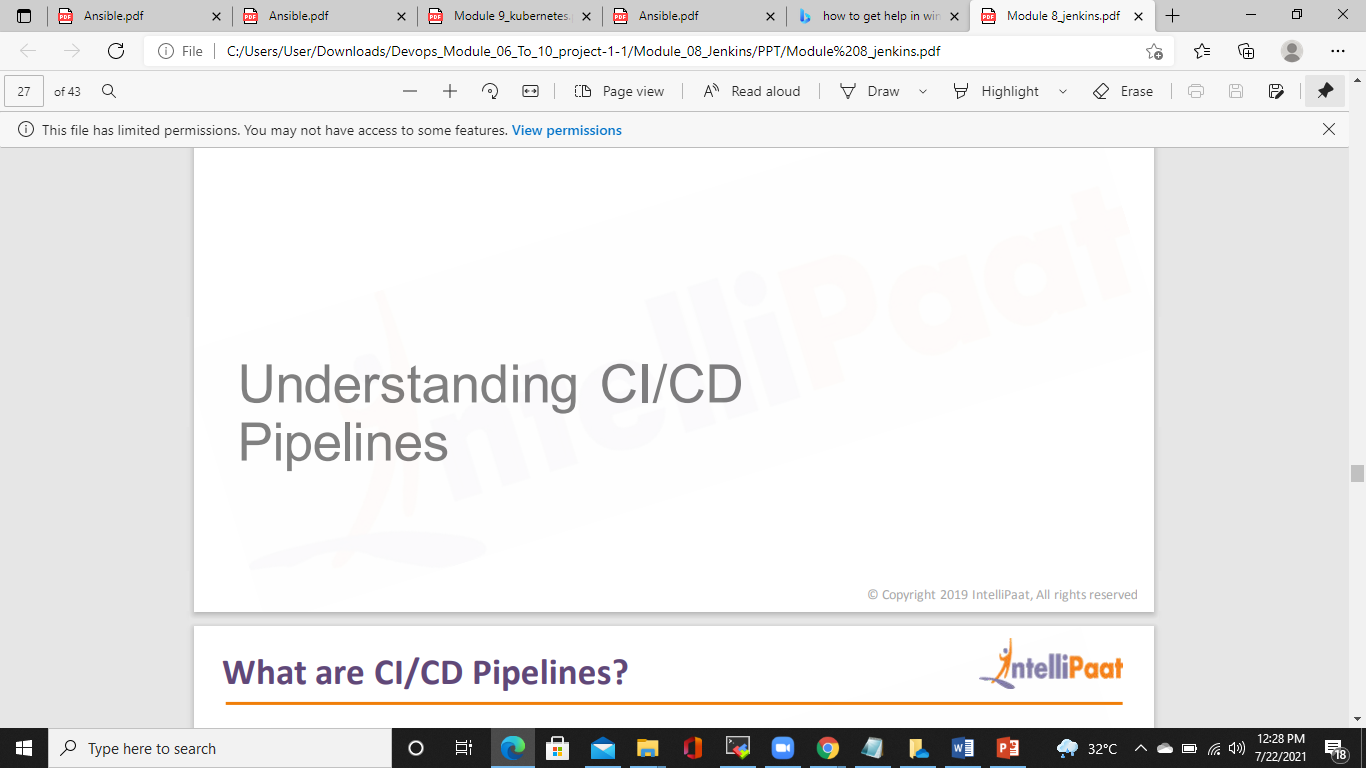 Ansible.pdf
Ansible.pdf
Module 9_kubernetes.
Ansible.pdf
how to get help in win
Module 8_jenkins.pdf
File
C:/Users/User/Downloads/Devops_Module_06_To_10_project-1-1/Module_08_Jenkins/PPT/Module%208_jenkins.pdf
27 of 43
Page view
Read aloud
Draw
Highlight
Erase
This file has limited permissions. You may not have access to some features. View permissions
IntelliPaat
Understanding CI/CD
Pipelines
© Copyright 2019 IntelliPaat, All rights reserved
What are CI/CD Pipelines?
IntelliPaat
Type here to search
32°C
12:28 PM
7/22/2021
18